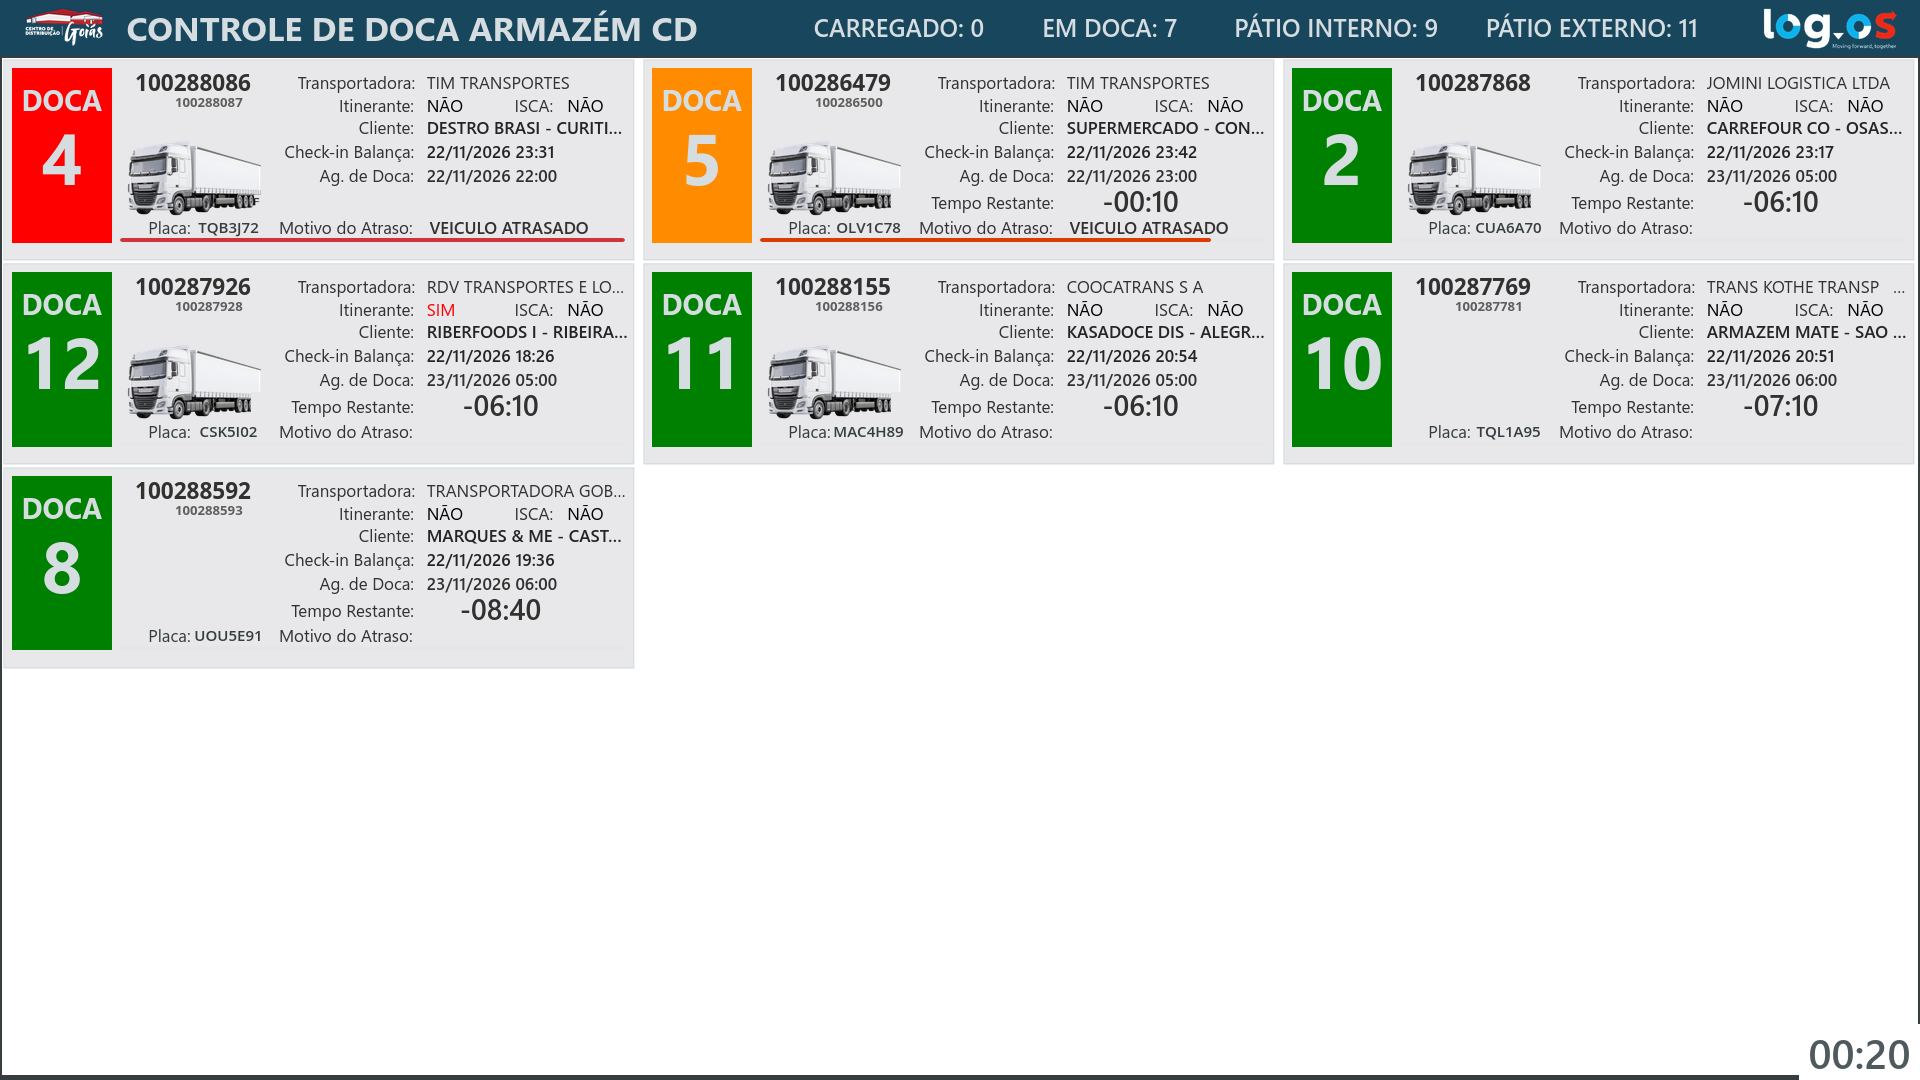 CENTRO DE DISTRIBUIÇÃO Goiás CONTROLE DE DOCA ARMAZÉM CD CARREGADO: 0 EM DOCA: 7 PÁTIO INTERNO: 9 PÁTIO EXTERNO: 11 log.os
Moving forward, together
DOCA
4
100288086
100288087
Transportadora: TIM TRANSPORTES
Itinerante: NÃO ISCA: NÃO
Cliente: DESTRO BRASI - CURITI...
Check-in Balança: 22/11/2026 23:31
Ag. de Doca: 22/11/2026 22:00
Placa: TQB3J72 Motivo do Atraso: VEICULO ATRASADO
DOCA
5
100286479
100286500
Transportadora: TIM TRANSPORTES
Itinerante: NÃO ISCA: NÃO
Cliente: SUPERMERCADO - CON...
Check-in Balança: 22/11/2026 23:42
Ag. de Doca: 22/11/2026 23:00
Tempo Restante: -00:10
Placa: OLV1C78 Motivo do Atraso: VEICULO ATRASADO
DOCA
2
100287868
Transportadora: JOMINI LOGISTICA LTDA
Itinerante: NÃO ISCA: NÃO
Cliente: CARREFOUR CO - OSAS...
Check-in Balança: 22/11/2026 23:17
Ag. de Doca: 23/11/2026 05:00
Tempo Restante: -06:10
Placa: CUA6A70 Motivo do Atraso:
DOCA
12
100287926
100287928
Transportadora: RDV TRANSPORTES E LO...
Itinerante: SIM ISCA: NÃO
Cliente: RIBERFOODS I - RIBEIRA...
Check-in Balança: 22/11/2026 18:26
Ag. de Doca: 23/11/2026 05:00
Tempo Restante: -06:10
Placa: CSK5I02 Motivo do Atraso:
DOCA
11
100288155
100288156
Transportadora: COOCATRANS S A
Itinerante: NÃO ISCA: NÃO
Cliente: KASADOCE DIS - ALEGR...
Check-in Balança: 22/11/2026 20:54
Ag. de Doca: 23/11/2026 05:00
Tempo Restante: -06:10
Placa: MAC4H89 Motivo do Atraso:
DOCA
10
100287769
100287781
Transportadora: TRANS KOTHE TRANSP ...
Itinerante: NÃO ISCA: NÃO
Cliente: ARMAZEM MATE - SAO ...
Check-in Balança: 22/11/2026 20:51
Ag. de Doca: 23/11/2026 06:00
Tempo Restante: -07:10
Placa: TQL1A95 Motivo do Atraso:
DOCA
8
100288592
100288593
Transportadora: TRANSPORTADORA GOB...
Itinerante: NÃO ISCA: NÃO
Cliente: MARQUES & ME - CAST...
Check-in Balança: 22/11/2026 19:36
Ag. de Doca: 23/11/2026 06:00
Tempo Restante: -08:40
Placa: UOU5E91 Motivo do Atraso:
00:20